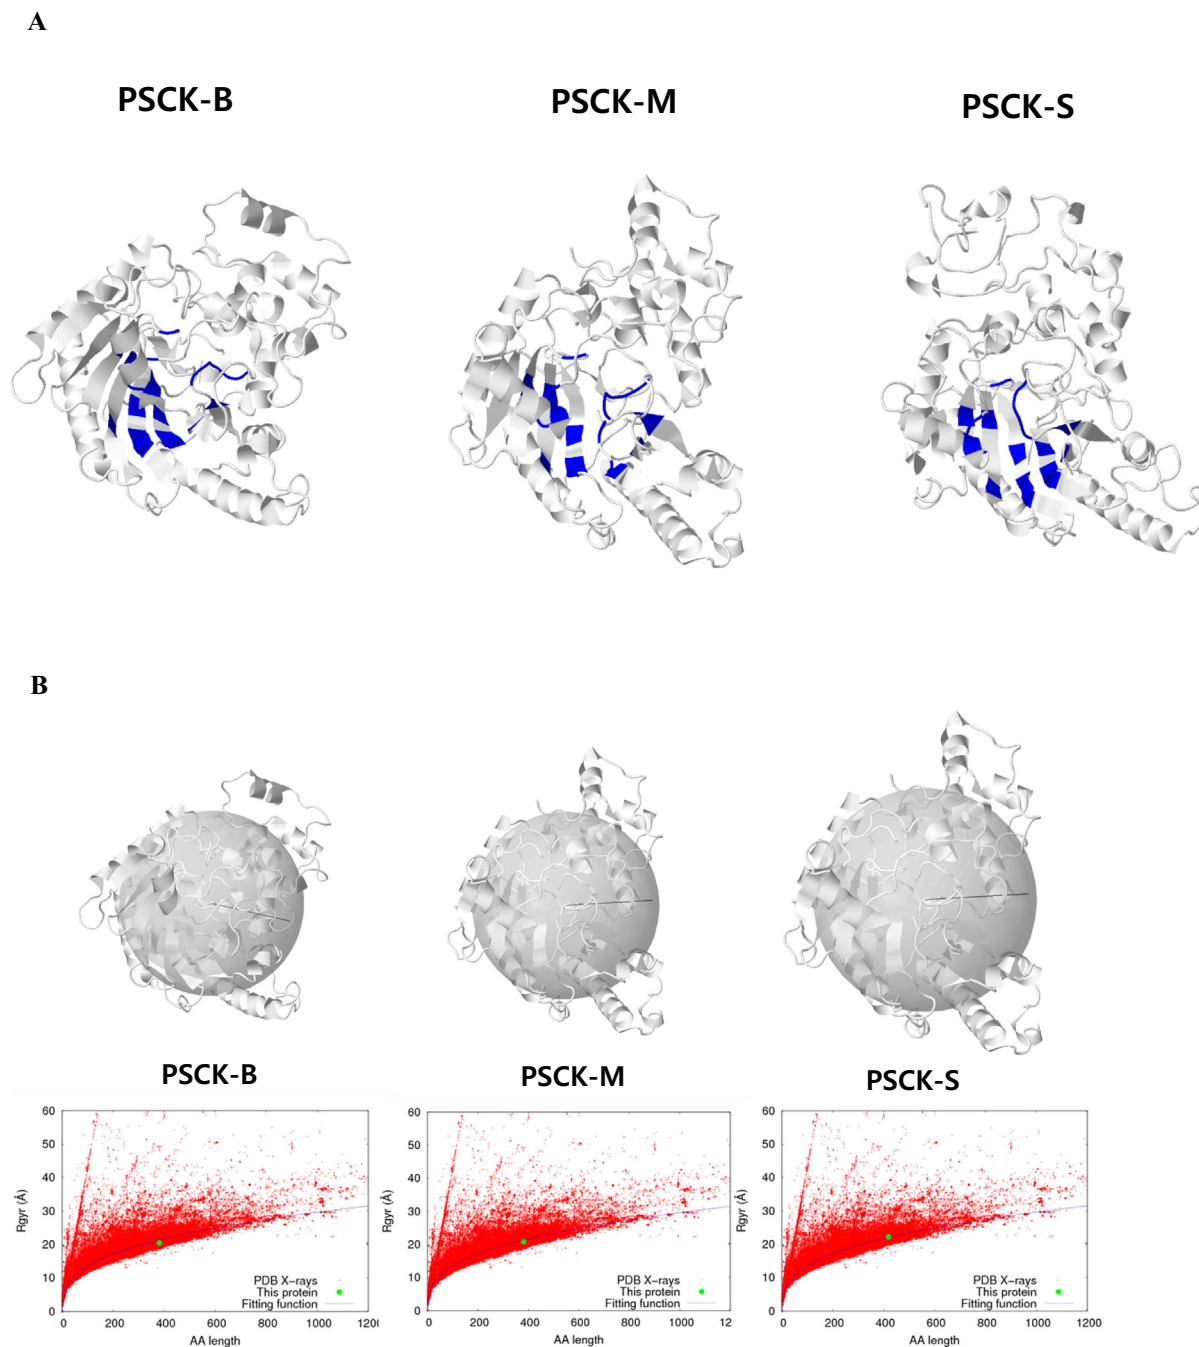 A
PSCK-B PSCK-M PSCK-S
B
PSCK-B PSCK-M PSCK-S
60 50 40 30 20 10 0
Rgyr (Å)
PDB X-rays
This protein
Fitting function
0 200 400 600 800 1000 1200
AA length
60 50 40 30 20 10 0
Rgyr (Å)
PDB X-rays
This protein
Fitting function
0 200 400 600 800 1000 12
AA length
60 50 40 30 20 10 0
Rgyr (Å)
PDB X-rays
This protein
Fitting function
0 200 400 600 800 1000 1200
AA length